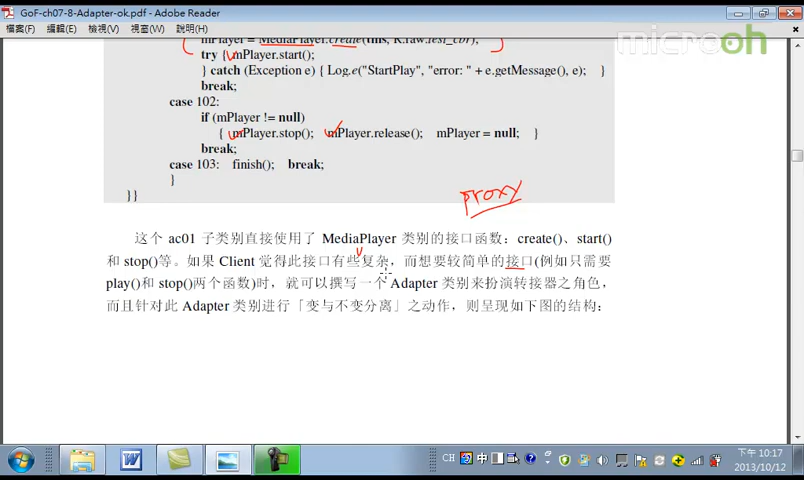 GoF-ch07-8-Adapter-ok.pdf - Adobe Reader
檔案(F) 編輯(E) 檢視(V) 視窗(W) 說明(H)
microoh
mPlayer = MediaPlayer.create(this, R.raw.test_cbr);
try { mPlayer.start();
} catch (Exception e) { Log.e("StartPlay", "error: " + e.getMessage(), e); }
break;
case 102:
if (mPlayer != null)
{ mPlayer.stop(); mPlayer.release(); mPlayer = null; }
break;
case 103: finish(); break;
}
}}
proxy
这个 ac01 子类别直接使用了 MediaPlayer 类别的接口函数：create()、start()
和 stop()等。如果 Client 觉得此接口有些复杂，而想要较简单的接口(例如只需要
play()和 stop()两个函数)时，就可以撰写一个 Adapter 类别来扮演转接器之角色，
而且针对此 Adapter 类别进行「变与不变分离」之动作，则呈现如下图的结构：
CH 中
下午 10:17
2013/10/12